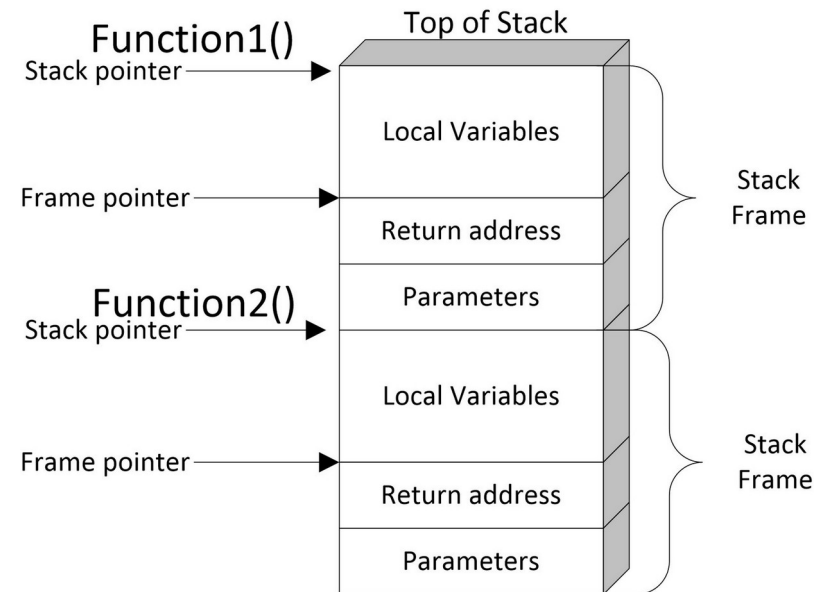 Top of Stack
Function1()
Stack pointer
Local Variables
Frame pointer
Stack
Frame
Return address
Parameters
Function2()
Stack pointer
Local Variables
Frame pointer
Stack
Frame
Return address
Parameters